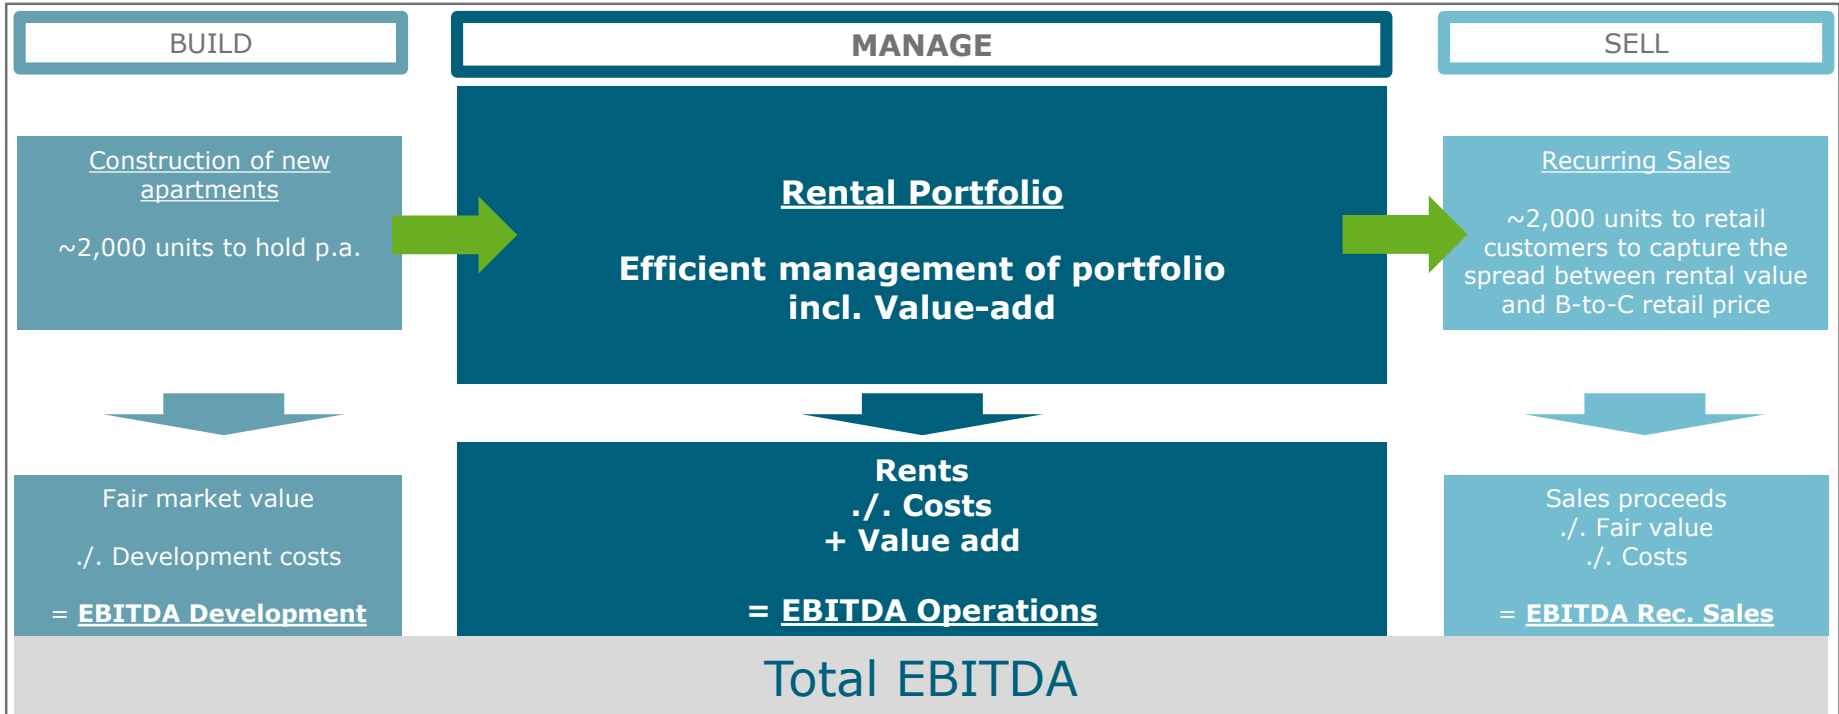 BUILD
MANAGE
SELL
Construction of new
apartments
~2,000 units to hold p.a.
Rental Portfolio
Efficient management of portfolio
incl. Value-add
Recurring Sales
~2,000 units to retail
customers to capture the
spread between rental value
and B-to-C retail price
Fair market value
./. Development costs
= EBITDA Development
Rents
./. Costs
+ Value add
= EBITDA Operations
Sales proceeds
./. Fair value
./. Costs
= EBITDA Rec. Sales
Total EBITDA